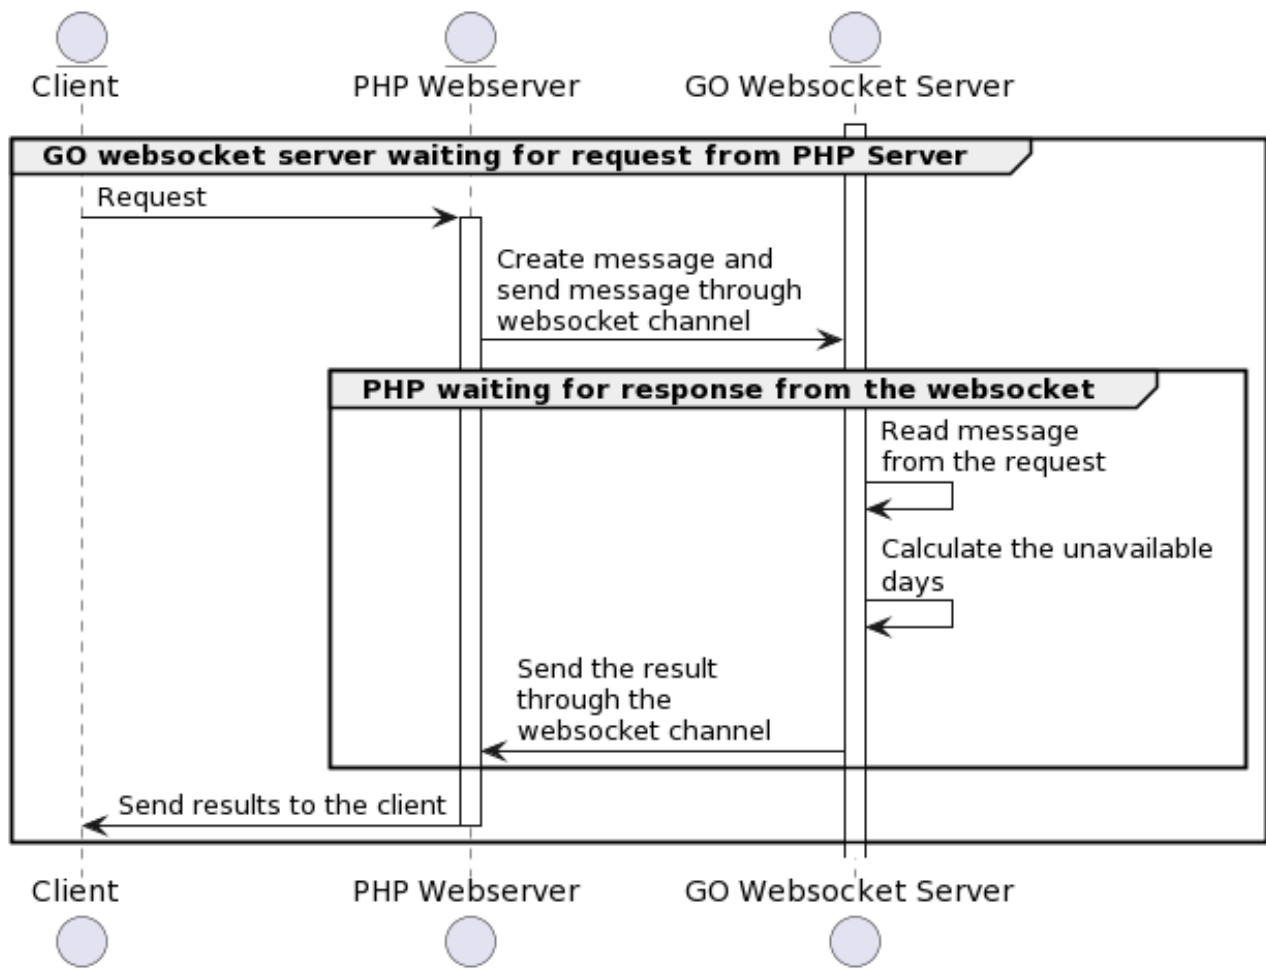 Client
PHP Webserver
GO Websocket Server
GO websocket server waiting for request from PHP Server
Request
Create message and
send message through
websocket channel
PHP waiting for response from the websocket
Read message
from the request
Calculate the unavailable
days
Send the result
through the
websocket channel
Send results to the client
Client
PHP Webserver
GO Websocket Server